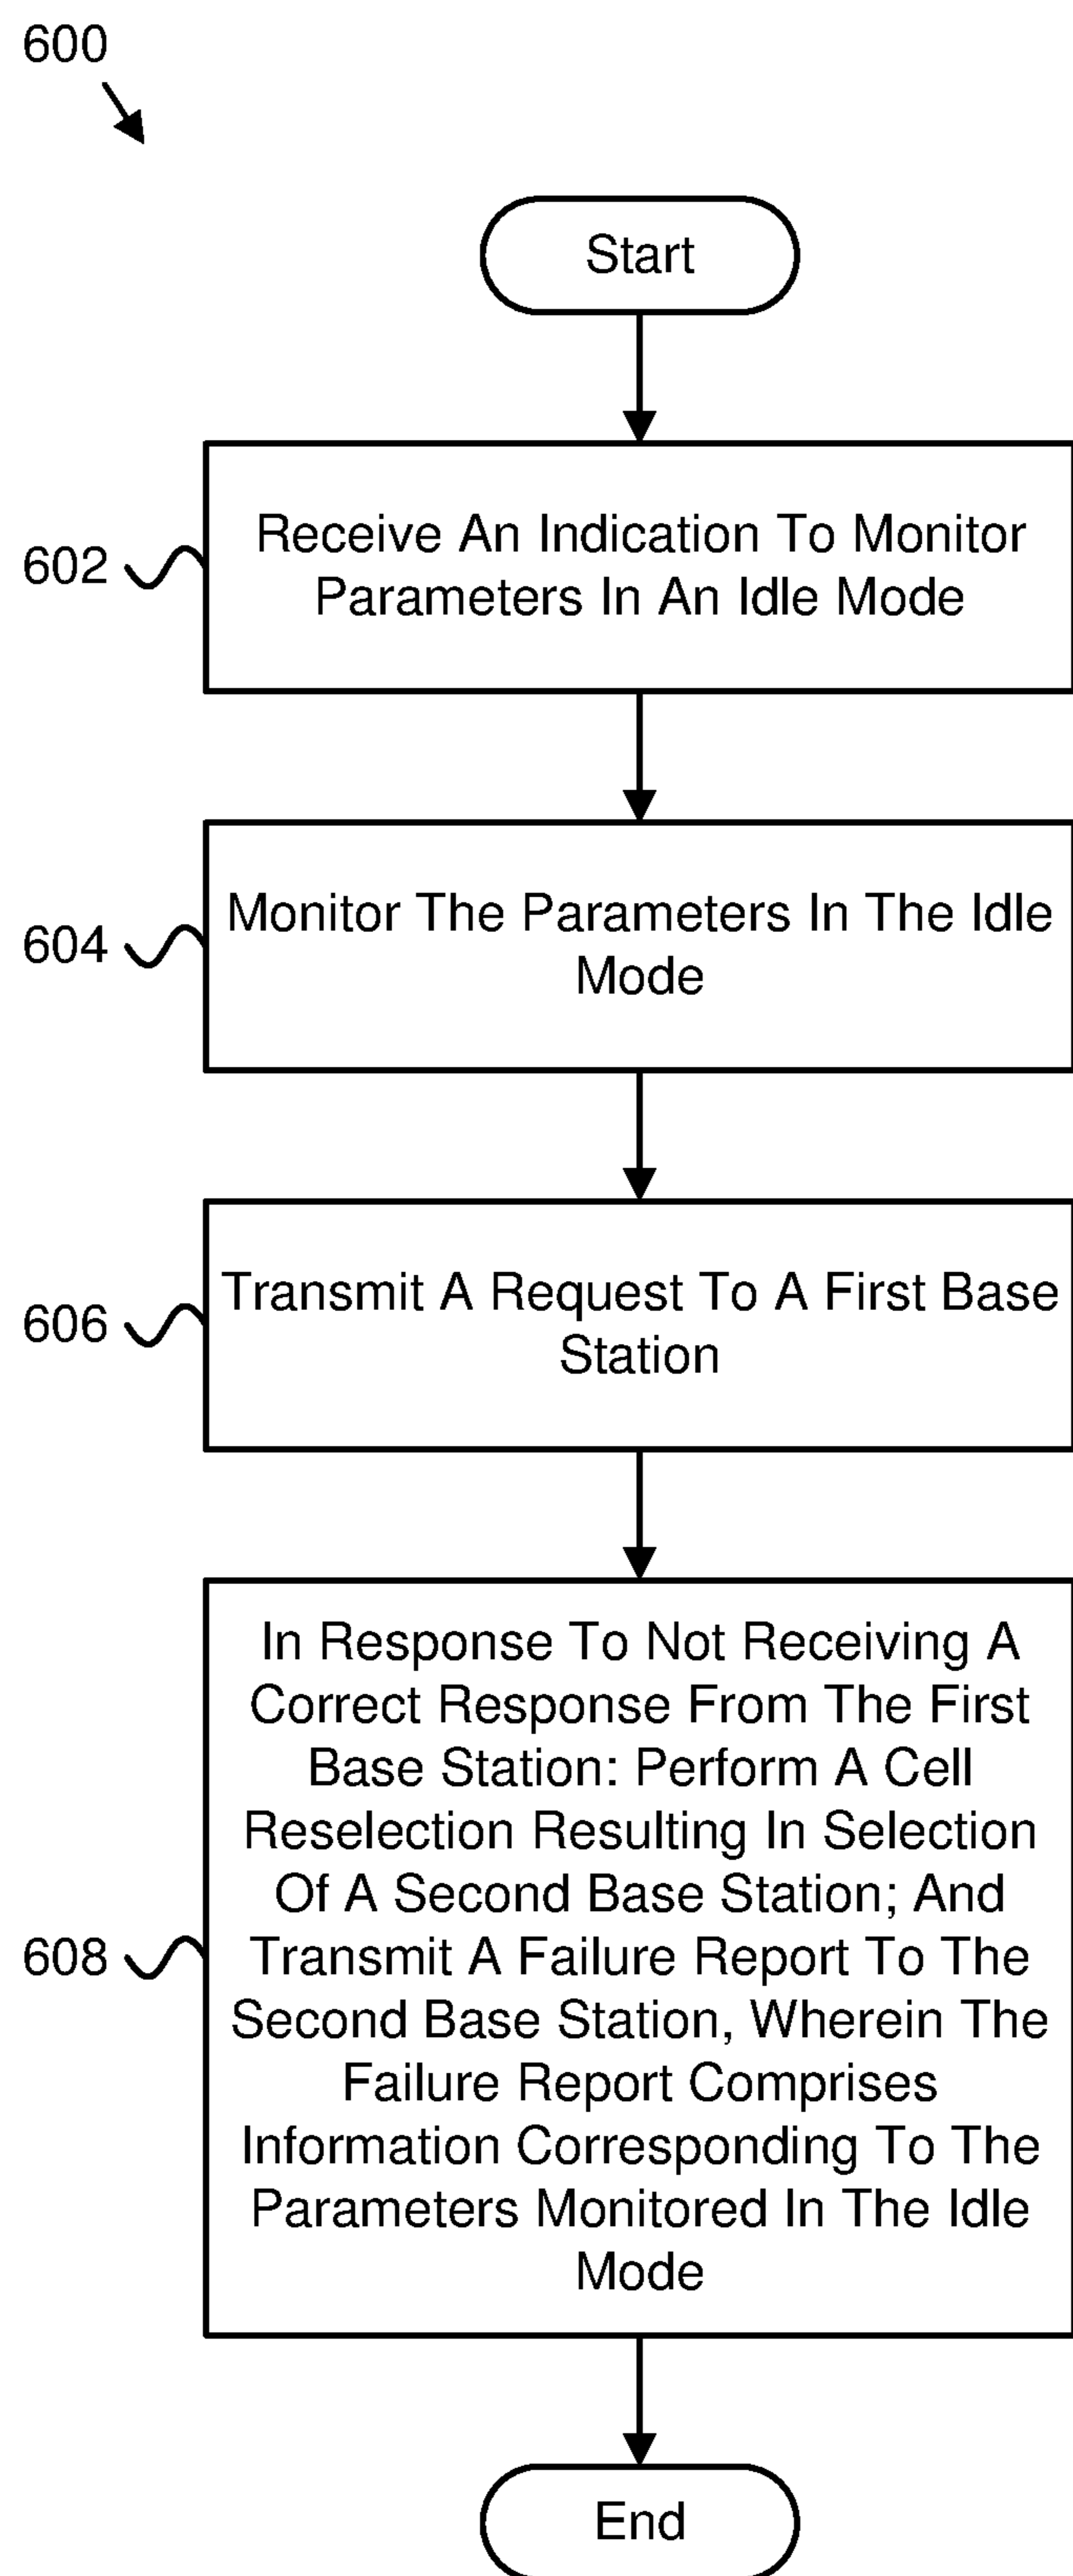 600
Start
602
Receive An Indication To Monitor
Parameters In An Idle Mode
604
Monitor The Parameters In The Idle
Mode
606
Transmit A Request To A First Base
Station
608
In Response To Not Receiving A
Correct Response From The First
Base Station: Perform A Cell
Reselection Resulting In Selection
Of A Second Base Station; And
Transmit A Failure Report To The
Second Base Station, Wherein The
Failure Report Comprises
Information Corresponding To The
Parameters Monitored In The Idle
Mode
End